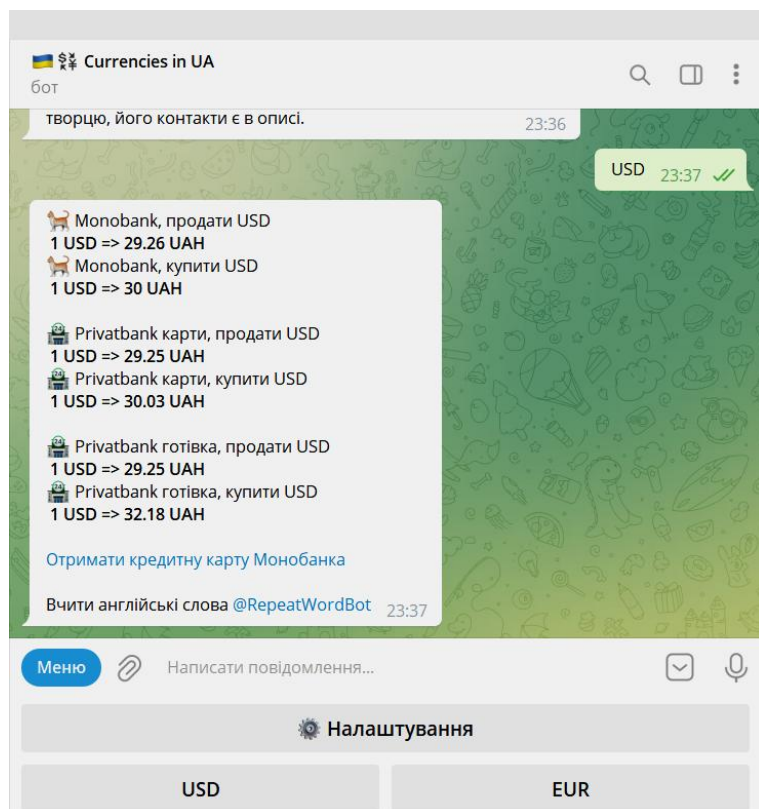 Currencies in UA
бот
творцю, його контакти є в описі.
23:36
USD 23:37
Monobank, продати USD
1 USD => 29.26 UAH
Monobank, купити USD
1 USD => 30 UAH
Privatbank карти, продати USD
1 USD => 29.25 UAH
Privatbank карти, купити USD
1 USD => 30.03 UAH
Privatbank готівка, продати USD
1 USD => 29.25 UAH
Privatbank готівка, купити USD
1 USD => 32.18 UAH
Отримати кредитну карту Монобанка
Вчити англійські слова @RepeatWordBot 23:37
Меню Написати повідомлення...
Налаштування
USD EUR